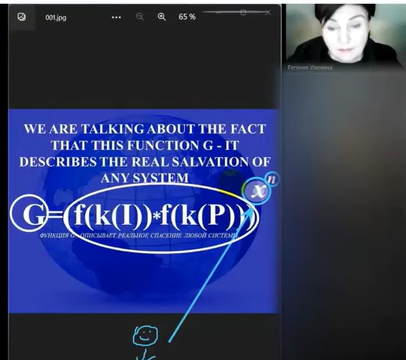 001.jpg ... 65 %
WE ARE TALKING ABOUT THE FACT
THAT THIS FUNCTION G - IT
DESCRIBES THE REAL SALVATION OF
ANY SYSTEM
n
x
G=(f(k(I))*f(k(P)))
ФУНКЦИЯ G - ОПИСЫВАЕТ РЕАЛЬНОЕ СПАСЕНИЕ ЛЮБОЙ СИСТЕМЫ